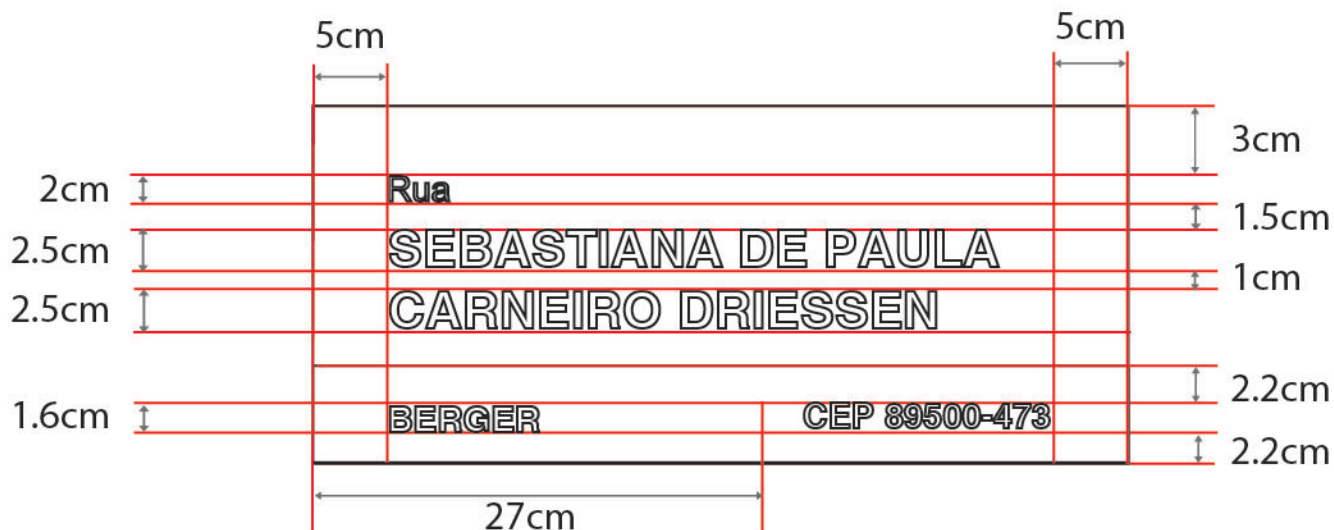 5cm 5cm
3cm
2cm Rua
1.5cm
2.5cm SEBASTIANA DE PAULA
1cm
2.5cm CARNEIRO DRIESSEN
2.2cm
1.6cm BERGER CEP 89500-473
2.2cm
27cm